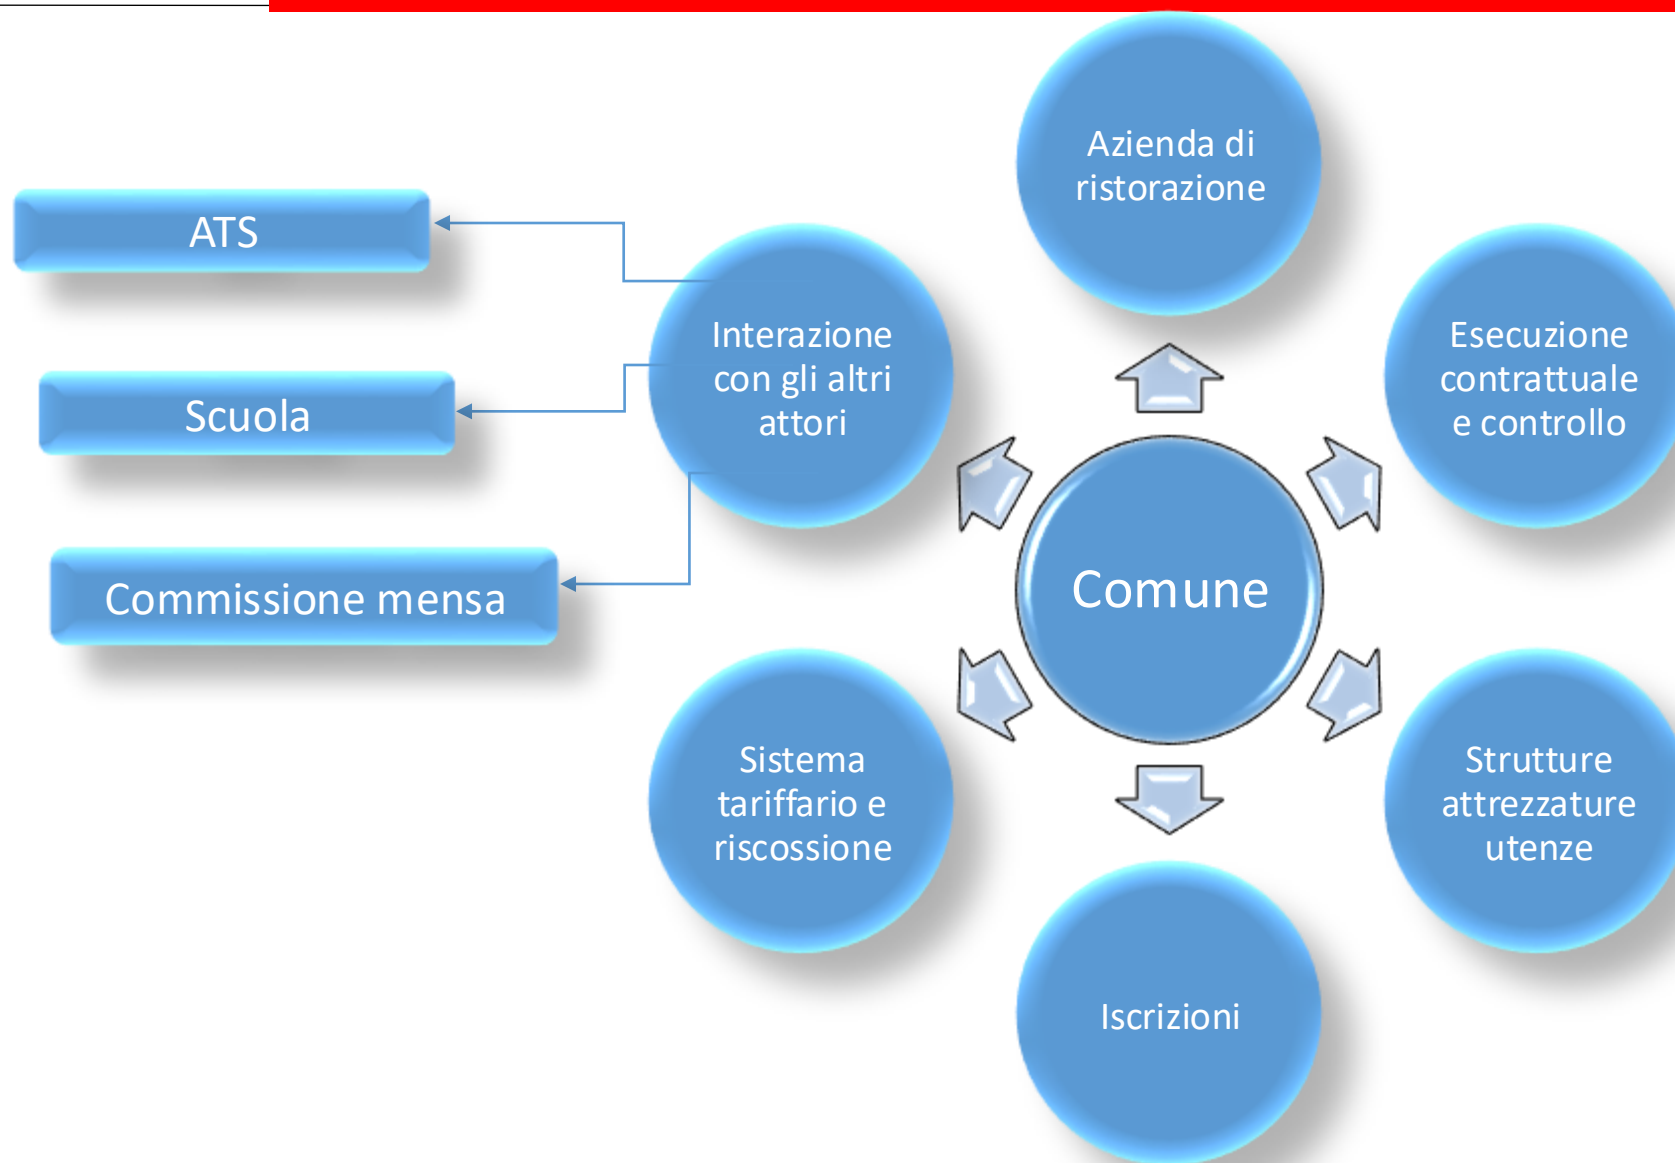 Azienda di
ristorazione
ATS
Interazione
con gli altri
attori
Esecuzione
contrattuale
e controllo
Scuola
Comune
Commissione mensa
Sistema
tariffario e
riscossione
Strutture
attrezzature
utenze
Iscrizioni